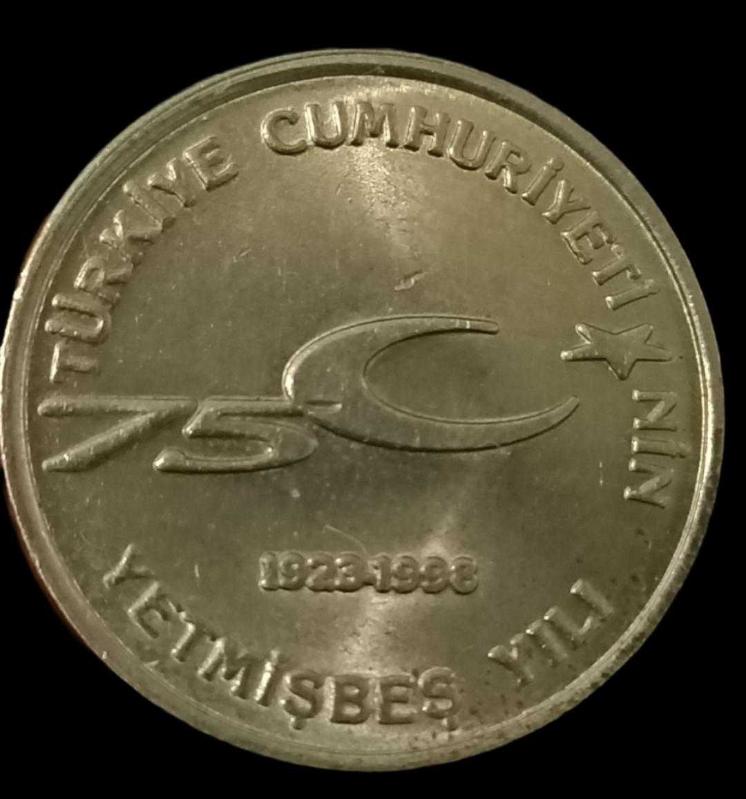 TÜRKİYE CUMHURİYETİ NİN
75
1923-1998
YETMİŞBEŞ YILI